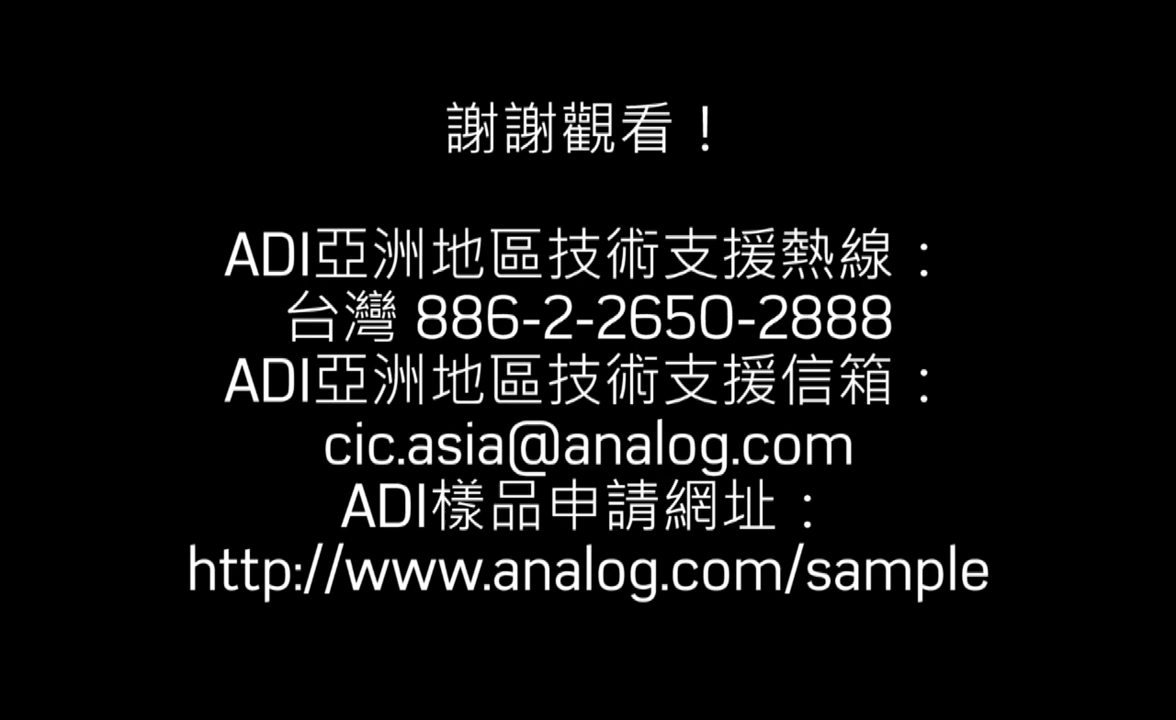 謝謝觀看！
ADI亞洲地區技術支援熱線：
台灣 886-2-2650-2888
ADI亞洲地區技術支援信箱：
cic.asia@analog.com
ADI樣品申請網址：
http://www.analog.com/sample